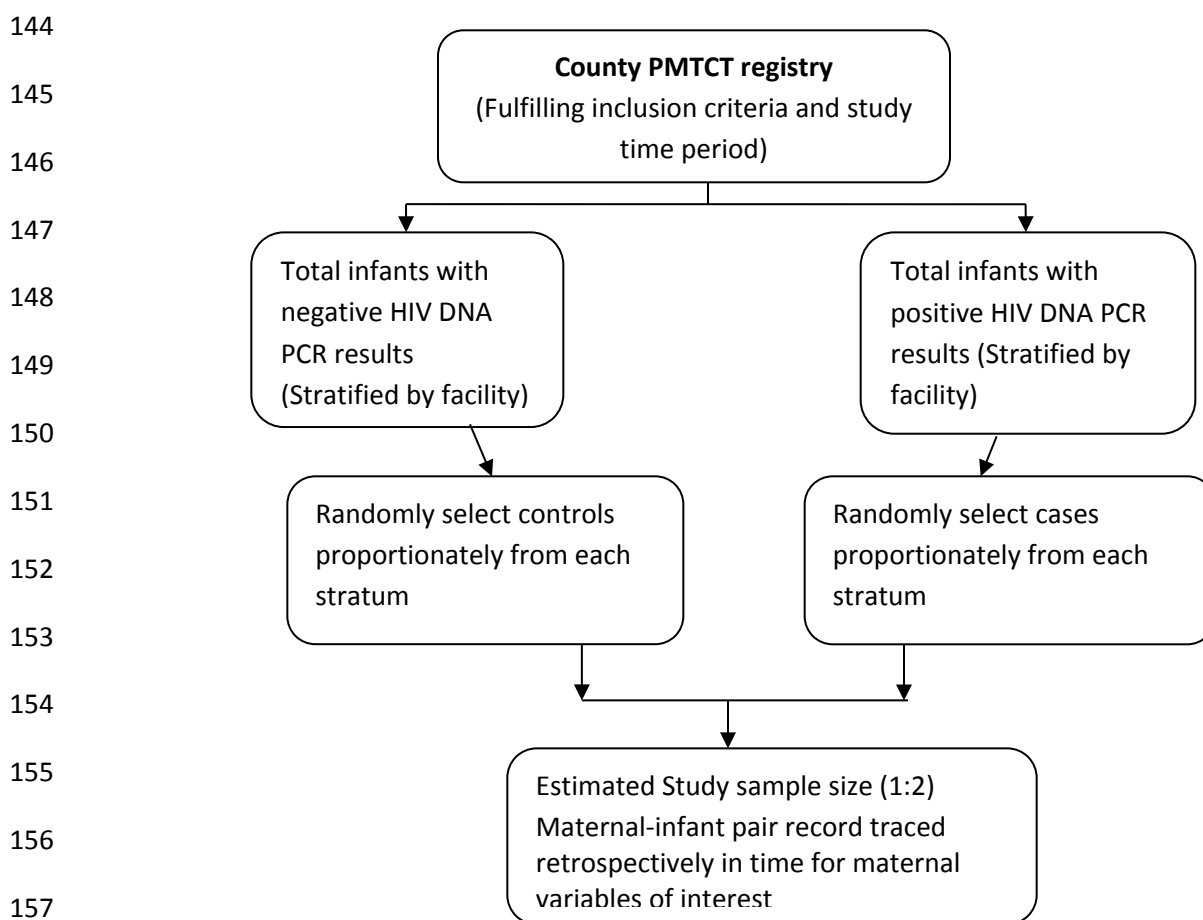 144
County PMTCT registry
145
(Fulfilling inclusion criteria and study
146
time period)
147
Total infants with
negative HIV DNA
PCR results
(Stratified by facility)
Total infants with
positive HIV DNA PCR
results (Stratified by
facility)
148
149
150
151
Randomly select controls
proportionately from each
stratum
Randomly select cases
proportionately from each
stratum
152
153
154
155
Estimated Study sample size (1:2)
156
Maternal-infant pair record traced
retrospectively in time for maternal
variables of interest
157